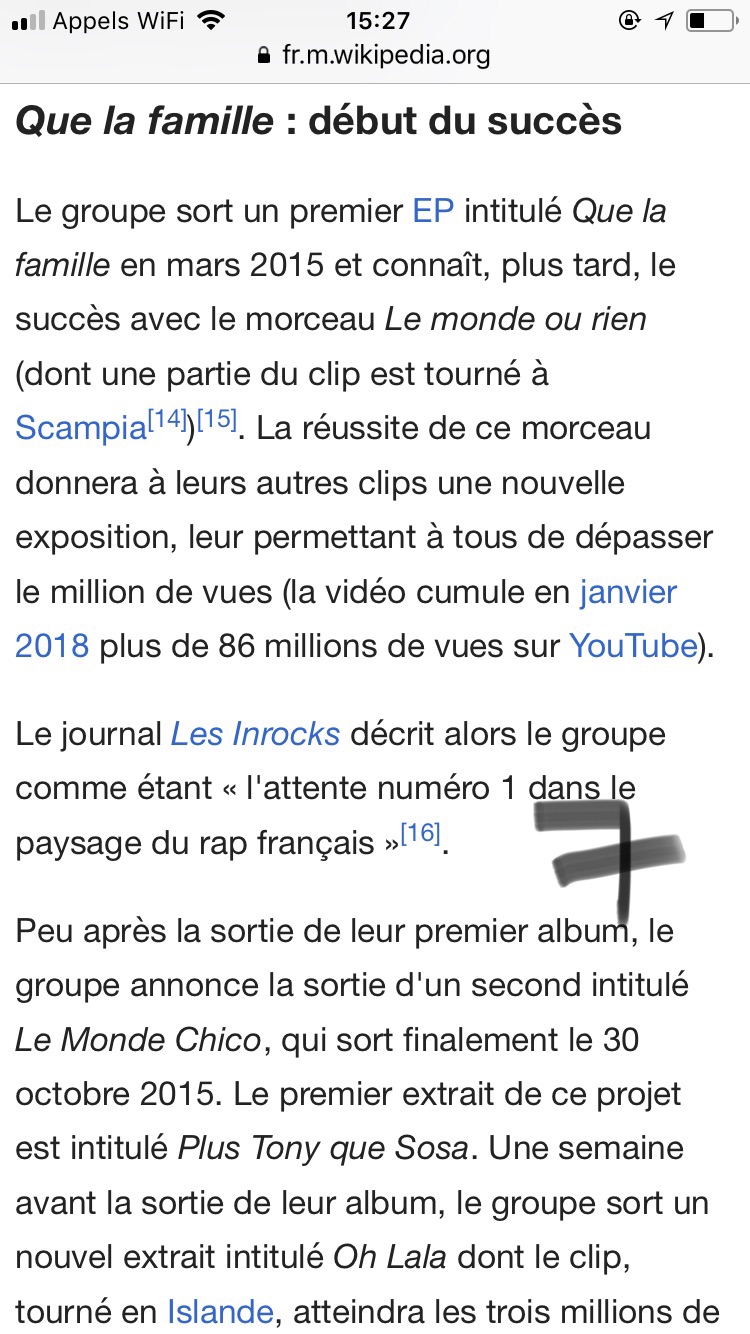 Appels WiFi 15:27
fr.m.wikipedia.org
Que la famille : début du succès
Le groupe sort un premier EP intitulé Que la
famille en mars 2015 et connaît, plus tard, le
succès avec le morceau Le monde ou rien
(dont une partie du clip est tourné à
Scampia[14])[15]. La réussite de ce morceau
donnera à leurs autres clips une nouvelle
exposition, leur permettant à tous de dépasser
le million de vues (la vidéo cumule en janvier
2018 plus de 86 millions de vues sur YouTube).
Le journal Les Inrocks décrit alors le groupe
comme étant « l'attente numéro 1 dans le
paysage du rap français »[16].
7
Peu après la sortie de leur premier album, le
groupe annonce la sortie d'un second intitulé
Le Monde Chico, qui sort finalement le 30
octobre 2015. Le premier extrait de ce projet
est intitulé Plus Tony que Sosa. Une semaine
avant la sortie de leur album, le groupe sort un
nouvel extrait intitulé Oh Lala dont le clip,
tourné en Islande, atteindra les trois millions de